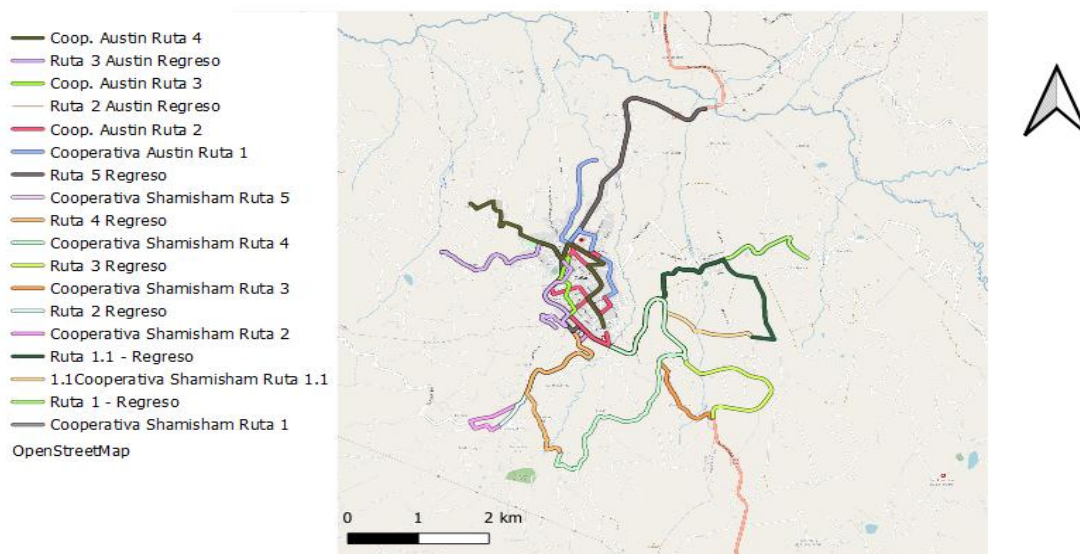 Coop. Austin Ruta 4
Ruta 3 Austin Regreso
Coop. Austin Ruta 3
Ruta 2 Austin Regreso
Coop. Austin Ruta 2
Cooperativa Austin Ruta 1
Ruta 5 Regreso
Cooperativa Shamisham Ruta 5
Ruta 4 Regreso
Cooperativa Shamisham Ruta 4
Ruta 3 Regreso
Cooperativa Shamisham Ruta 3
Ruta 2 Regreso
Cooperativa Shamisham Ruta 2
Ruta 1.1 - Regreso
1.1Cooperativa Shamisham Ruta 1.1
Ruta 1 - Regreso
Cooperativa Shamisham Ruta 1
OpenStreetMap
0 1 2 km